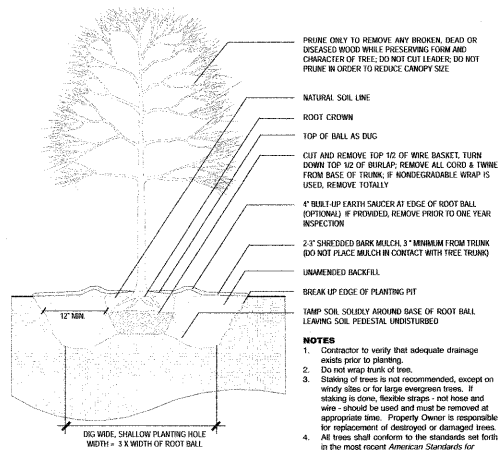 PRUNE ONLY TO REMOVE ANY BROKEN, DEAD OR
DISEASED WOOD WHILE PRESERVING FORM AND
CHARACTER OF TREE; DO NOT CUT LEADER; DO NOT
PRUNE IN ORDER TO REDUCE CANOPY SIZE
NATURAL SOIL LINE
ROOT CROWN
TOP OF BALL AS DUG
CUT AND REMOVE TOP 1/2 OF WIRE BASKET, TURN
DOWN TOP 1/2 OF BURLAP; REMOVE ALL CORD & TWINE
FROM BASE OF TRUNK; IF NONDEGRADABLE WRAP IS
USED, REMOVE TOTALLY
4" BUILT-UP EARTH SAUCER AT EDGE OF ROOT BALL
(OPTIONAL) IF PROVIDED, REMOVE PRIOR TO ONE YEAR
INSPECTION
2-3" SHREDDED BARK MULCH, 3 " MINIMUM FROM TRUNK
(DO NOT PLACE MULCH IN CONTACT WITH TREE TRUNK)
UNAMENDED BACKFILL
BREAK UP EDGE OF PLANTING PIT
TAMP SOIL SOLIDLY AROUND BASE OF ROOT BALL
LEAVING SOIL PEDESTAL UNDISTURBED
12" MIN.
DIG WIDE, SHALLOW PLANTING HOLE
WIDTH = 3 X WIDTH OF ROOT BALL
NOTES
1. Contractor to verify that adequate drainage
exists prior to planting.
2. Do not wrap trunk of tree.
3. Staking of trees is not recommended, except on
windy sites or for large evergreen trees. If
staking is done, flexible straps - not hose and
wire - should be used and must be removed at
appropriate time. Property Owner is responsible
for replacement of destroyed or damaged trees.
4. All trees shall conform to the standards set forth
in the most recent American Standards for